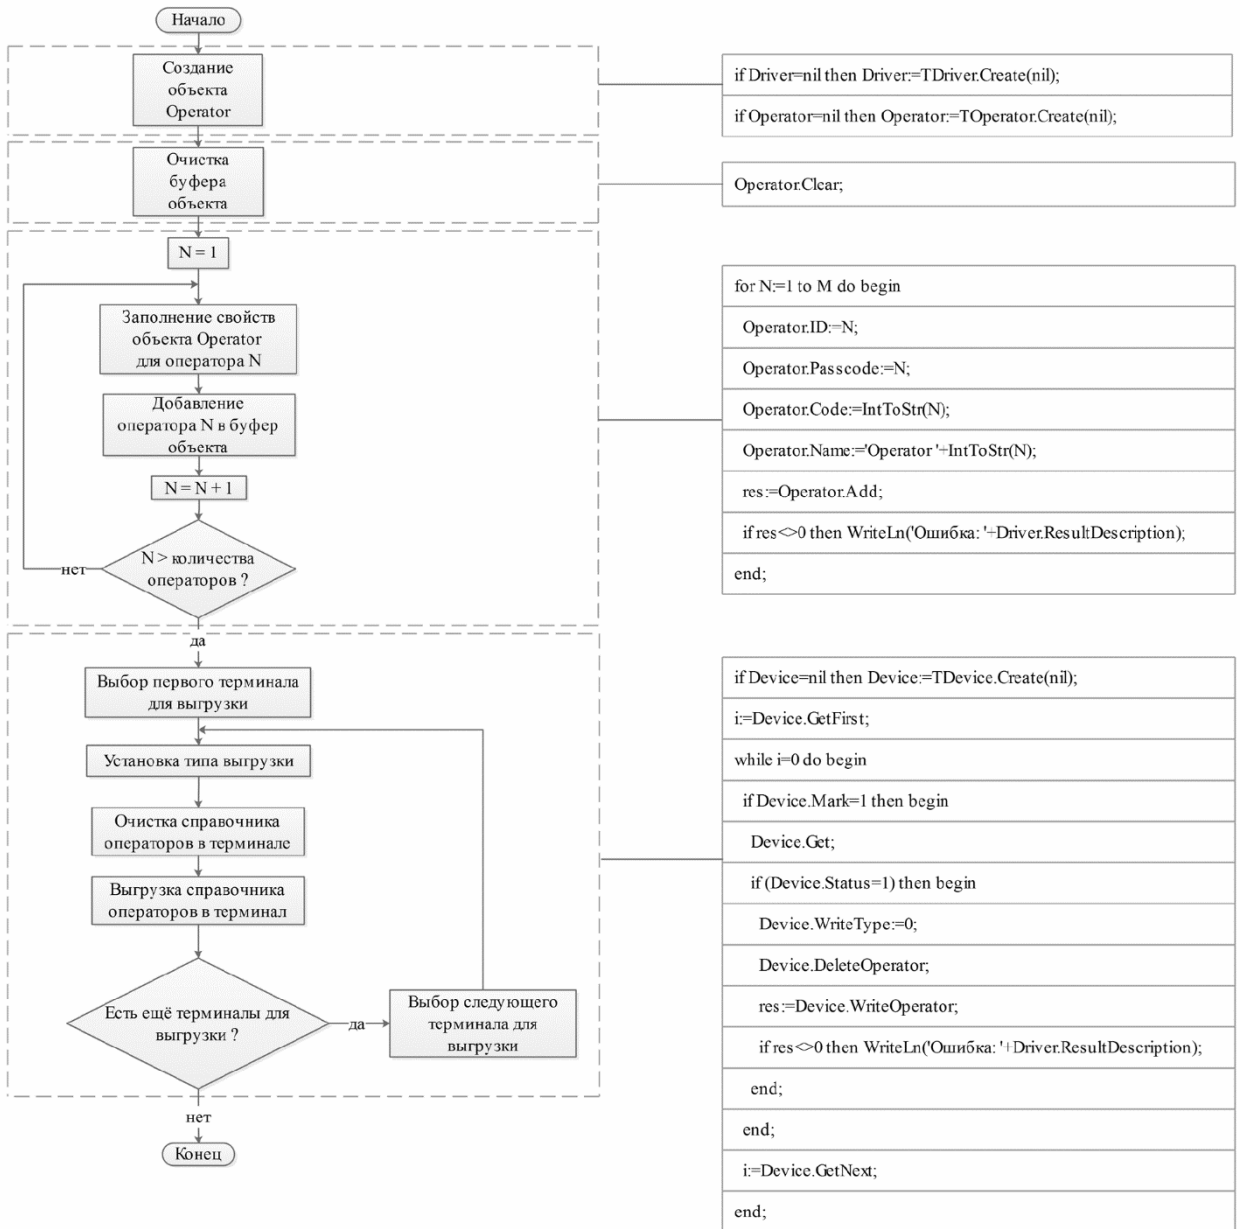 Начало
Создание
объекта
Operator
Очистка
буфера
объекта
N = 1
Заполнение свойств
объекта Operator
для оператора N
Добавление
оператора N в буфер
объекта
N = N + 1
N > количества
операторов ?
нет
да
Выбор первого терминала
для выгрузки
Установка типа выгрузки
Очистка справочника
операторов в терминале
Выгрузка справочника
операторов в терминал
Есть ещё терминалы для
выгрузки ?
да
Выбор следующего
терминала для
выгрузки
нет
Конец
if Driver=nil then Driver:=TDriver.Create(nil);
if Operator=nil then Operator:=TOperator.Create(nil);
Operator.Clear;
for N:=1 to M do begin
Operator.ID:=N;
Operator.Passcode:=N;
Operator.Code:=IntToStr(N);
Operator.Name:='Operator '+IntToStr(N);
res:=Operator.Add;
if res<>0 then WriteLn('Ошибка: '+Driver.ResultDescription);
end;
if Device=nil then Device:=TDevice.Create(nil);
i:=Device.GetFirst;
while i=0 do begin
if Device.Mark=1 then begin
Device.Get;
if (Device.Status=1) then begin
Device.WriteType:=0;
Device.DeleteOperator;
res:=Device.WriteOperator;
if res<>0 then WriteLn('Ошибка: '+Driver.ResultDescription);
end;
end;
i:=Device.GetNext;
end;